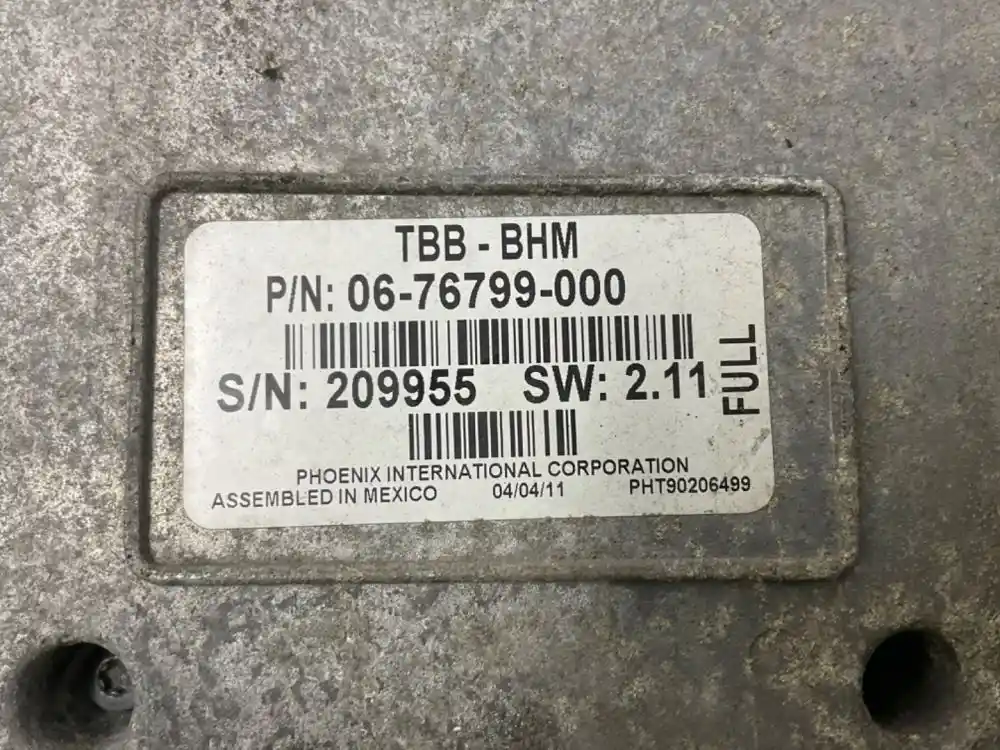 TBB - BHM
P/N: 06-76799-000
S/N: 209955 SW: 2.11
FULL
PHOENIX INTERNATIONAL CORPORATION
ASSEMBLED IN MEXICO 04/04/11 PHT90206499